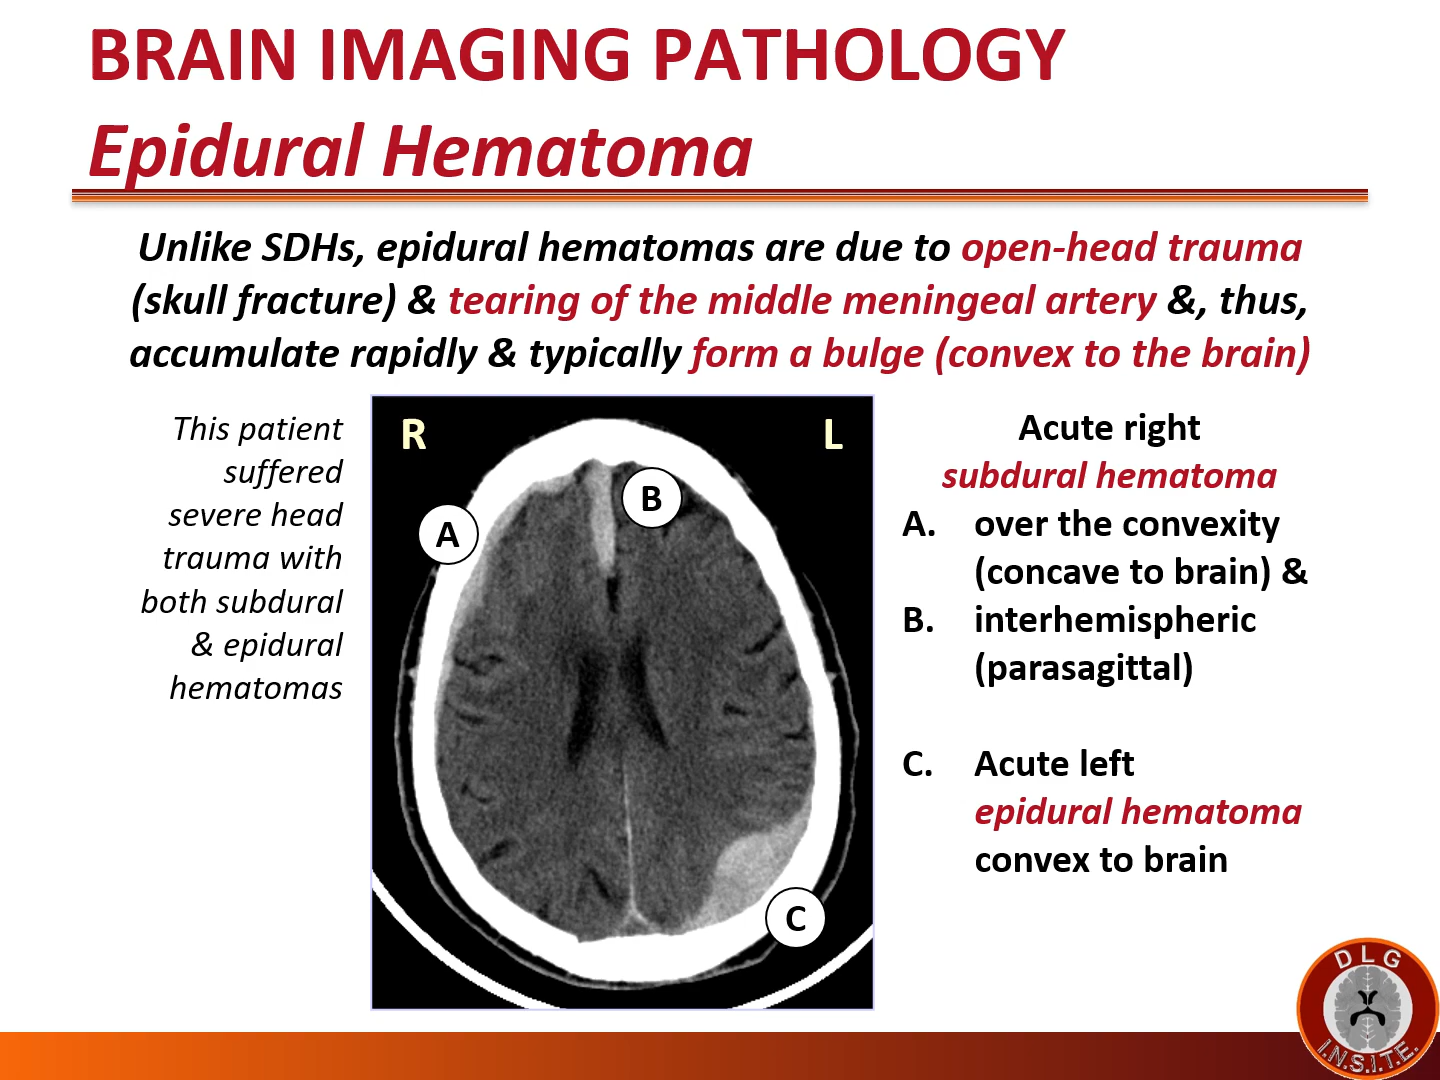 BRAIN IMAGING PATHOLOGY
Epidural Hematoma
Unlike SDHs, epidural hematomas are due to open-head trauma
(skull fracture) & tearing of the middle meningeal artery &, thus,
accumulate rapidly & typically form a bulge (convex to the brain)
This patient
suffered
severe head
trauma with
both subdural
& epidural
hematomas
R
L
A
B
C
Acute right
subdural hematoma
A. over the convexity
(concave to brain) &
B. interhemispheric
(parasagittal)
C. Acute left
epidural hematoma
convex to brain
DLG
I.N.S.I.T.E.